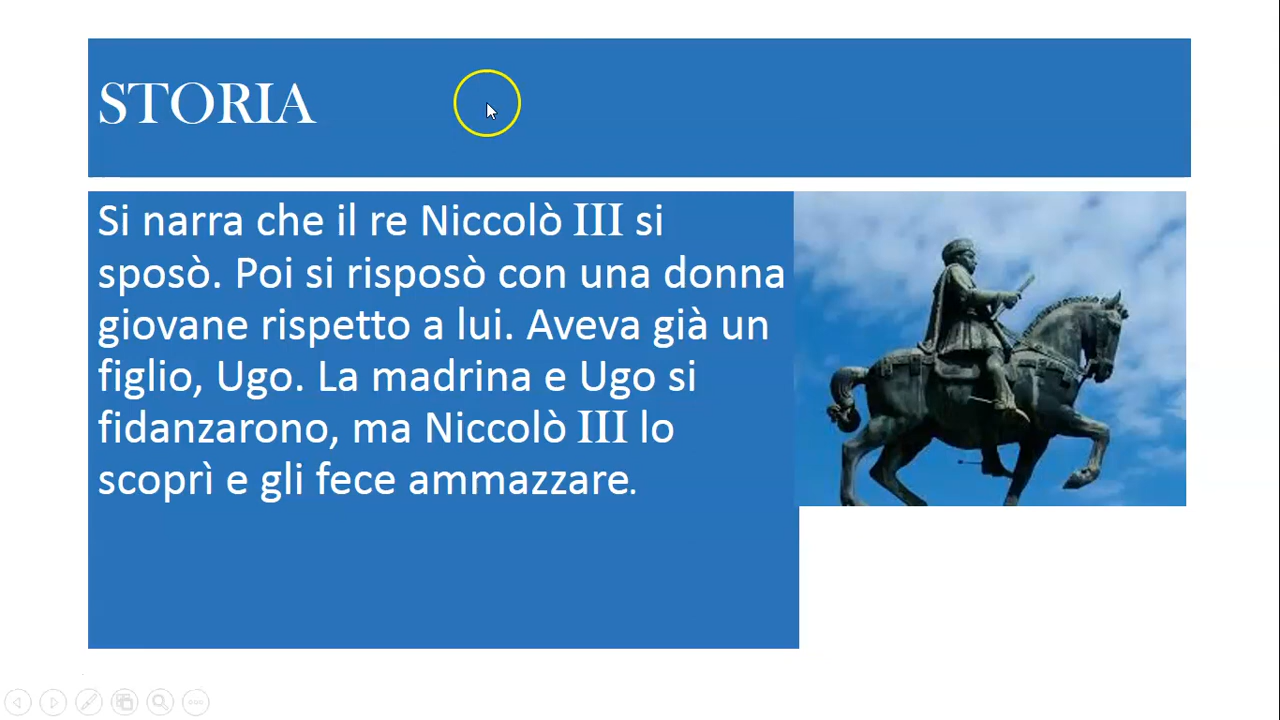 STORIA
Si narra che il re Niccolò III si
sposò. Poi si risposò con una donna
giovane rispetto a lui. Aveva già un
figlio, Ugo. La madrina e Ugo si
fidanzarono, ma Niccolò III lo
scoprì e gli fece ammazzare.